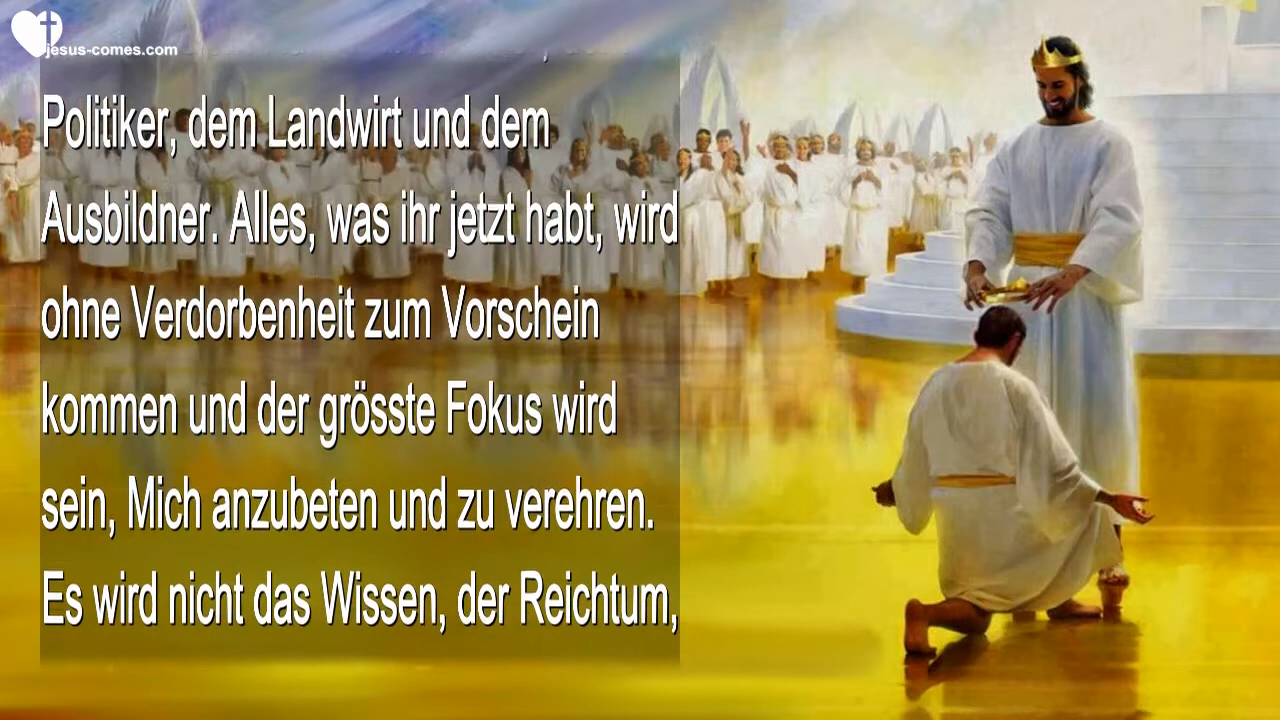 jesus-comes.com
Politiker, dem Landwirt und dem
Ausbildner. Alles, was ihr jetzt habt, wird
ohne Verdorbenheit zum Vorschein
kommen und der grösste Fokus wird
sein, Mich anzubeten und zu verehren.
Es wird nicht das Wissen, der Reichtum,